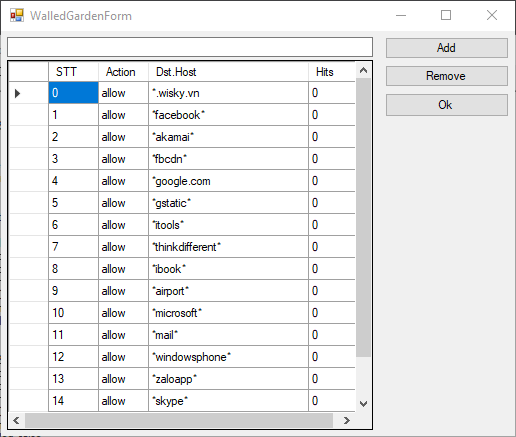 WalledGardenForm
Add
Remove
Ok
STT Action Dst.Host Hits
0 allow *.wisky.vn 0
1 allow *facebook* 0
2 allow *akamai* 0
3 allow *fbcdn* 0
4 allow *google.com 0
5 allow *gstatic* 0
6 allow *itools* 0
7 allow *thinkdifferent* 0
8 allow *ibook* 0
9 allow *airport* 0
10 allow *microsoft* 0
11 allow *mail* 0
12 allow *windowsphone* 0
13 allow *zaloapp* 0
14 allow *skype* 0